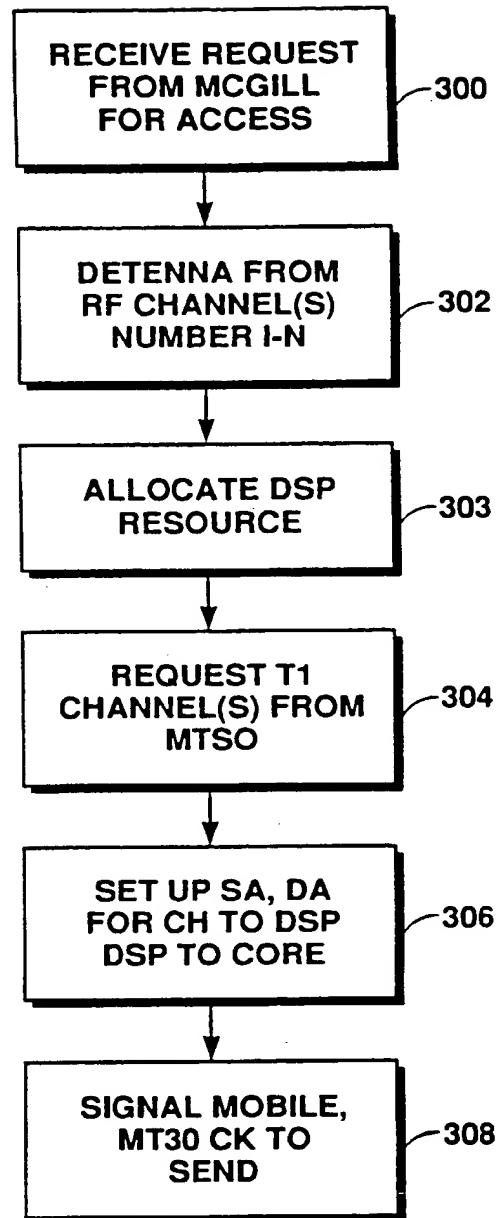 RECEIVE REQUEST
FROM MCGILL
FOR ACCESS
300
DETENNA FROM
RF CHANNEL(S)
NUMBER I-N
302
ALLOCATE DSP
RESOURCE
303
REQUEST T1
CHANNEL(S) FROM
MTSO
304
SET UP SA, DA
FOR CH TO DSP
DSP TO CORE
306
SIGNAL MOBILE,
MT30 CK TO
SEND
308